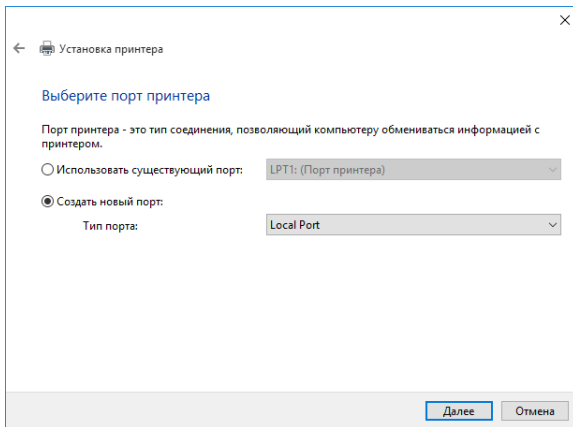 Установка принтера
Выберите порт принтера
Порт принтера - это тип соединения, позволяющий компьютеру обмениваться информацией с
принтером.
Использовать существующий порт: LPT1: (Порт принтера)
Создать новый порт:
Тип порта: Local Port
Далее Отмена